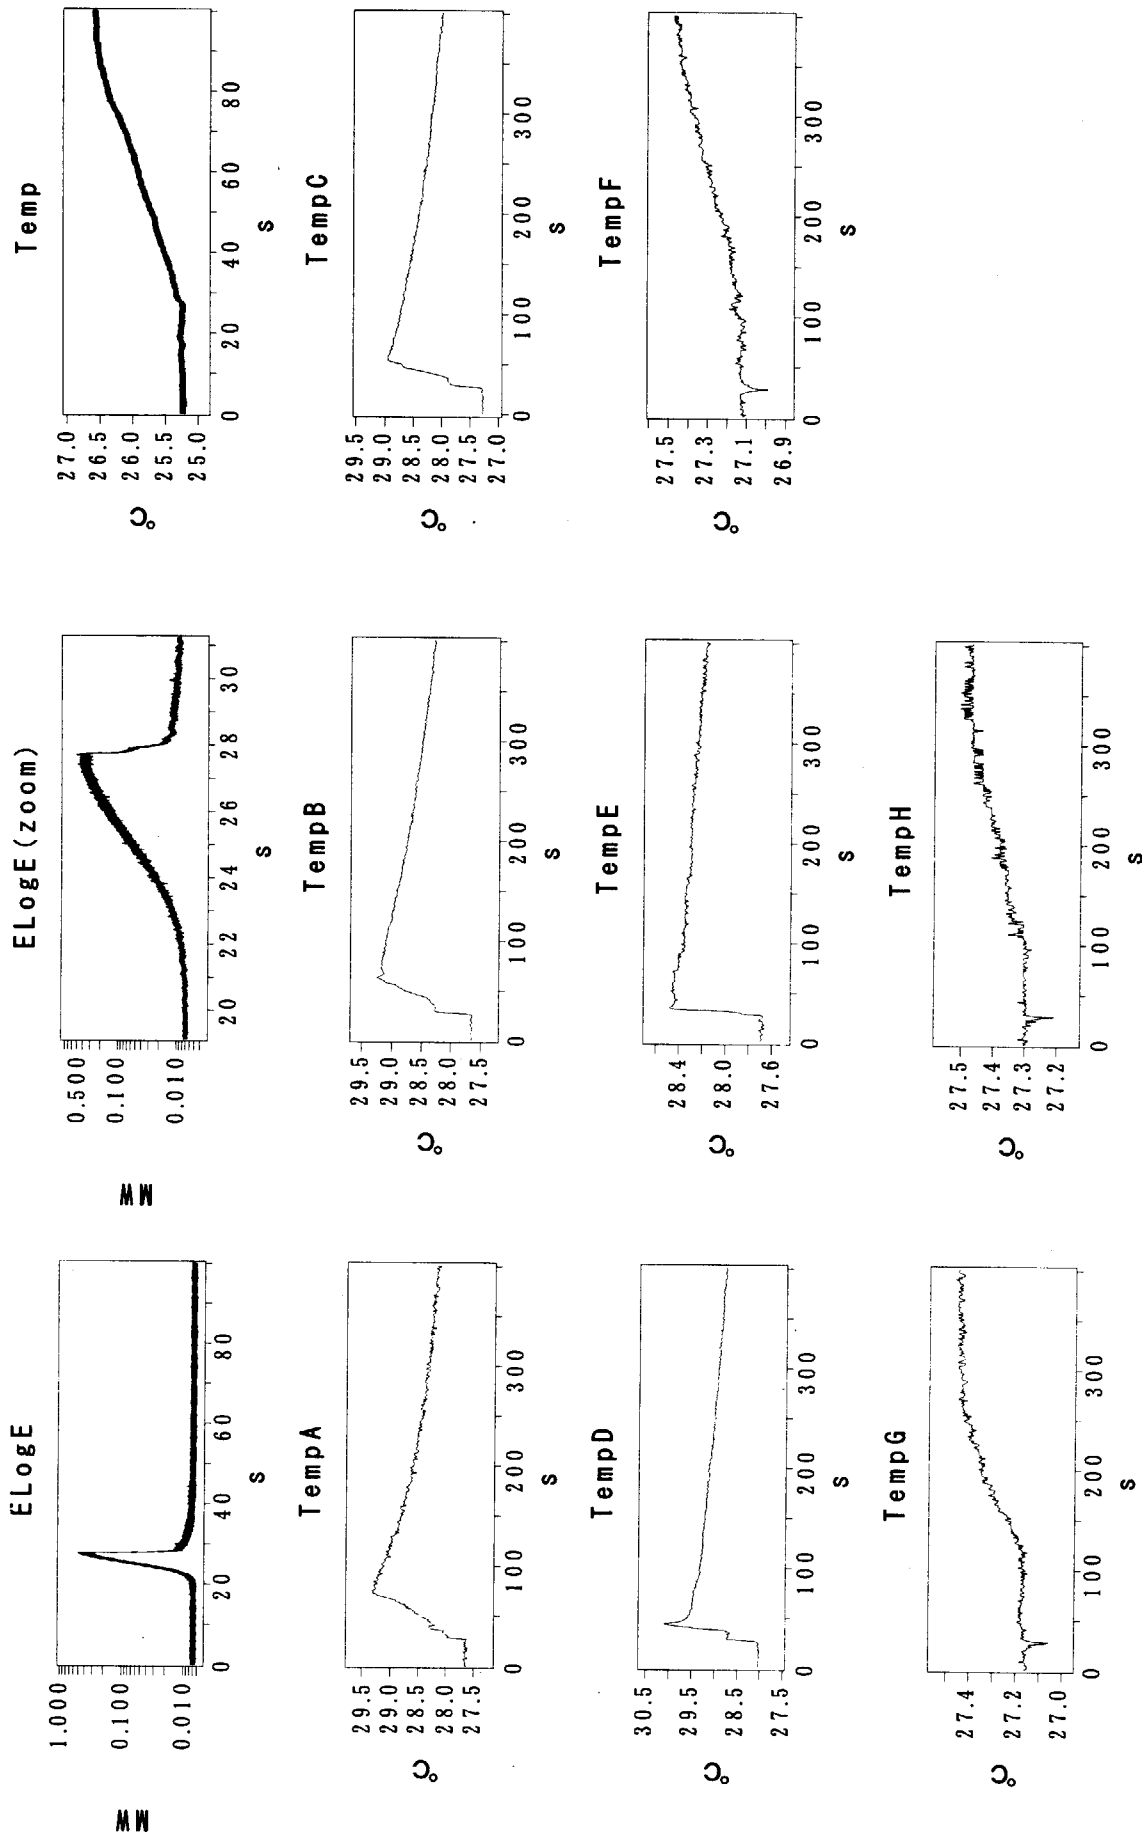 ELogE
MW
1.000
0.100
0.010
0 20 40 60 80
s
ELogE(zoom)
MW
0.500
0.100
0.010
20 22 24 26 28 30
s
Temp
°C
27.0
26.5
26.0
25.5
25.0
0 20 40 60 80
s
TempA
°C
29.5
29.0
28.5
28.0
27.5
0 100 200 300
s
TempB
°C
29.5
29.0
28.5
28.0
27.5
0 100 200 300
s
TempC
°C
29.5
29.0
28.5
28.0
27.5
27.0
0 100 200 300
s
TempD
°C
30.5
29.5
28.5
27.5
0 100 200 300
s
TempE
°C
28.4
28.0
27.6
0 100 200 300
s
TempF
°C
27.5
27.3
27.1
26.9
0 100 200 300
s
TempG
°C
27.4
27.2
27.0
0 100 200 300
s
TempH
°C
27.5
27.4
27.3
27.2
0 100 200 300
s